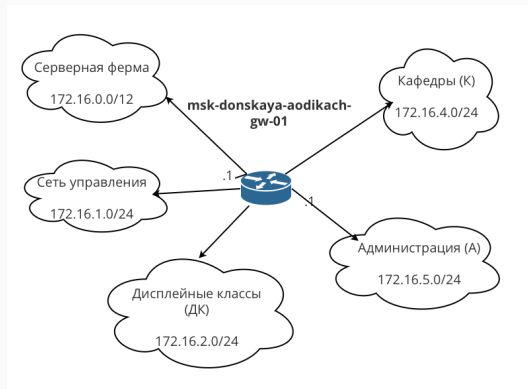 Серверная ферма
172.16.0.0/12
msk-donskaya-aodikach-
gw-01
Кафедры (К)
172.16.4.0/24
Сеть управления
172.16.1.0/24
.1
.1
Администрация (А)
172.16.5.0/24
Дисплейные классы
(ДК)
172.16.2.0/24